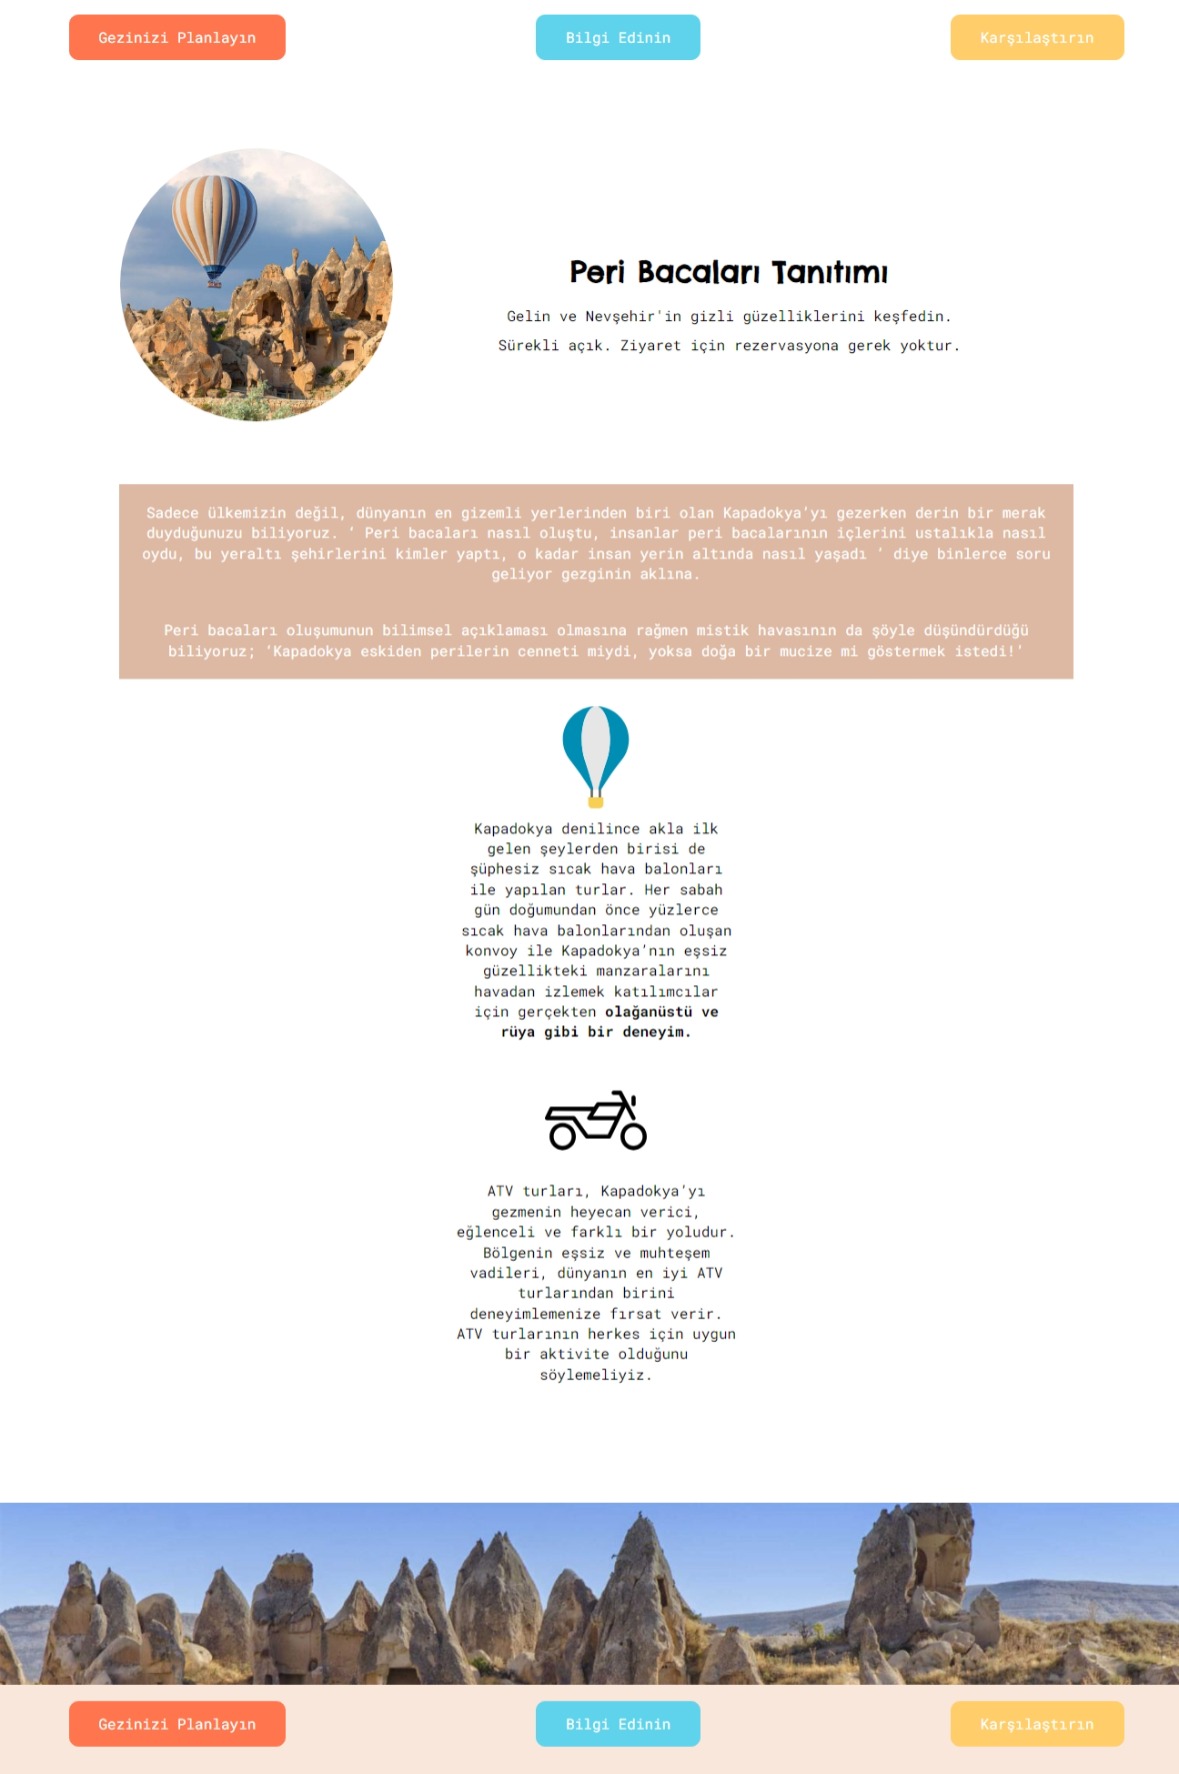 Gezinizi Planlayın
Bilgi Edinin
Karşılaştırın
Peri Bacaları Tanıtımı
Gelin ve Nevşehir'in gizli güzelliklerini keşfedin.
Sürekli açık. Ziyaret için rezervasyona gerek yoktur.
Sadece ülkemizin değil, dünyanın en gizemli yerlerinden biri olan Kapadokya’yı gezerken derin bir merak
duyduğunuzu biliyoruz. ‘ Peri bacaları nasıl oluştu, insanlar peri bacalarının içlerini ustalıkla nasıl
oydu, bu yeraltı şehirlerini kimler yaptı, o kadar insan yerin altında nasıl yaşadı ’ diye binlerce soru
geliyor gezginin aklına.
Peri bacaları oluşumunun bilimsel açıklaması olmasına rağmen mistik havasının da şöyle düşündürdüğü
biliyoruz; 'Kapadokya eskiden perilerin cenneti miydi, yoksa doğa bir mucize mi göstermek istedi!'
Kapadokya denilince akla ilk
gelen şeylerden birisi de
şüphesiz sıcak hava balonları
ile yapılan turlar. Her sabah
gün doğumundan önce yüzlerce
sıcak hava balonlarından oluşan
konvoy ile Kapadokya’nın eşsiz
güzellikteki manzaralarını
havadan izlemek katılımcılar
için gerçekten olağanüstü ve
rüya gibi bir deneyim.
ATV turları, Kapadokya’yı
gezmenin heyecan verici,
eğlenceli ve farklı bir yoludur.
Bölgenin eşsiz ve muhteşem
vadileri, dünyanın en iyi ATV
turlarından birini
deneyimlemenize fırsat verir.
ATV turlarının herkes için uygun
bir aktivite olduğunu
söylemeliyiz.
Gezinizi Planlayın
Bilgi Edinin
Karşılaştırın